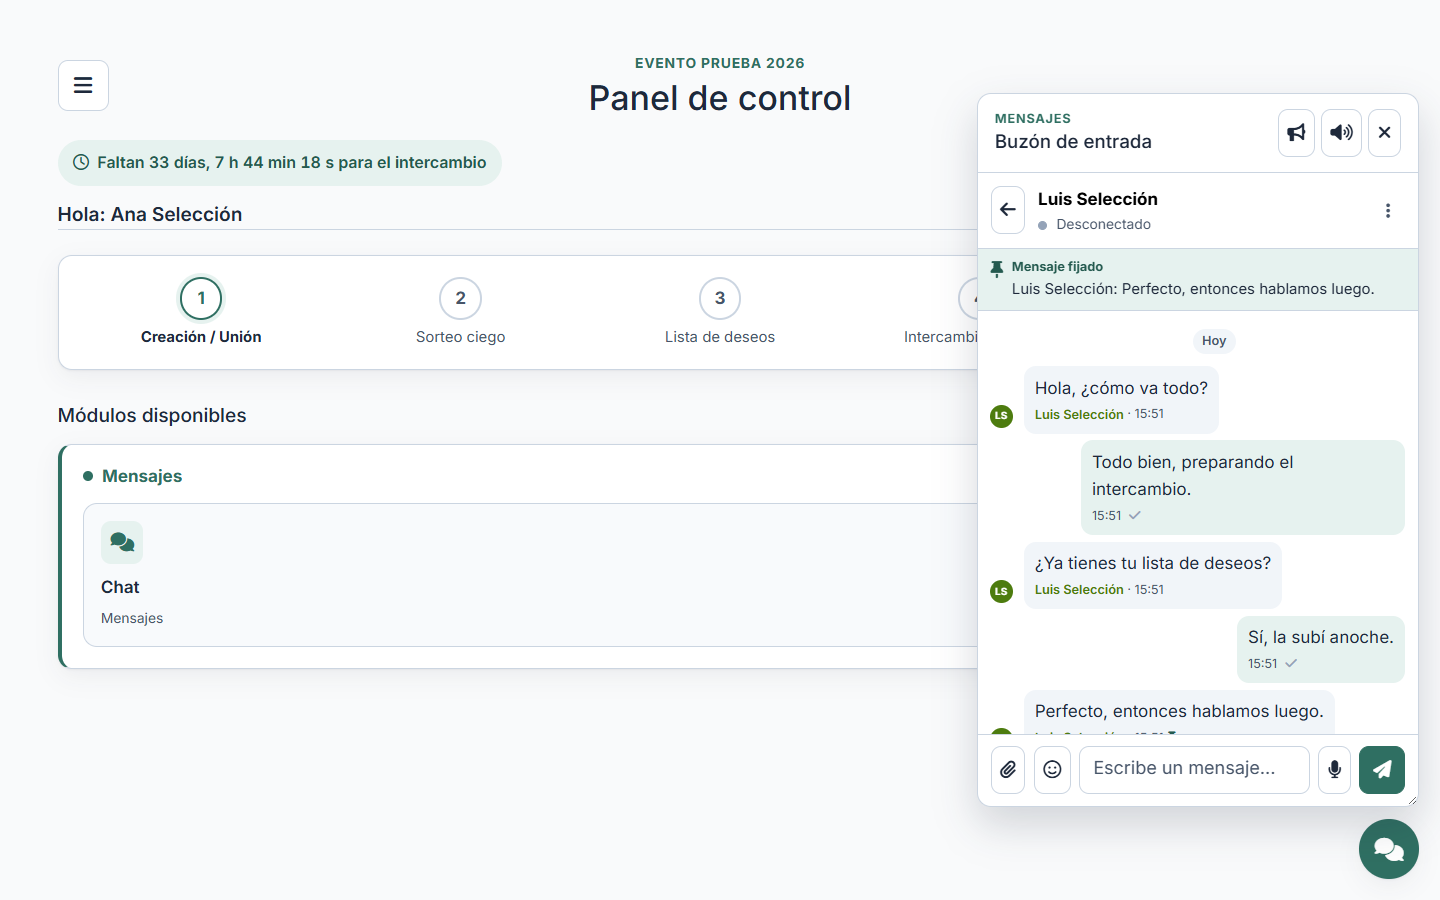 EVENTO PRUEBA 2026
Panel de control
Faltan 33 días, 7 h 44 min 18 s para el intercambio
Hola: Ana Selección
1
Creación / Unión
2
Sorteo ciego
3
Lista de deseos
Intercambi
Módulos disponibles
Mensajes
Chat
Mensajes
MENSAJES
Buzón de entrada
Luis Selección
Desconectado
Mensaje fijado
Luis Selección: Perfecto, entonces hablamos luego.
Hoy
Hola, ¿cómo va todo?
LS
Luis Selección · 15:51
Todo bien, preparando el
intercambio.
15:51
¿Ya tienes tu lista de deseos?
LS
Luis Selección · 15:51
Sí, la subí anoche.
15:51
Perfecto, entonces hablamos luego.
Escribe un mensaje...